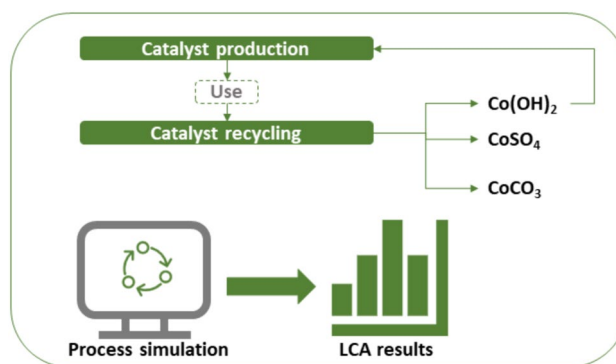 Catalyst production
Use
Catalyst recycling
Co(OH)₂
CoSO₄
CoCO₃
Process simulation
LCA results